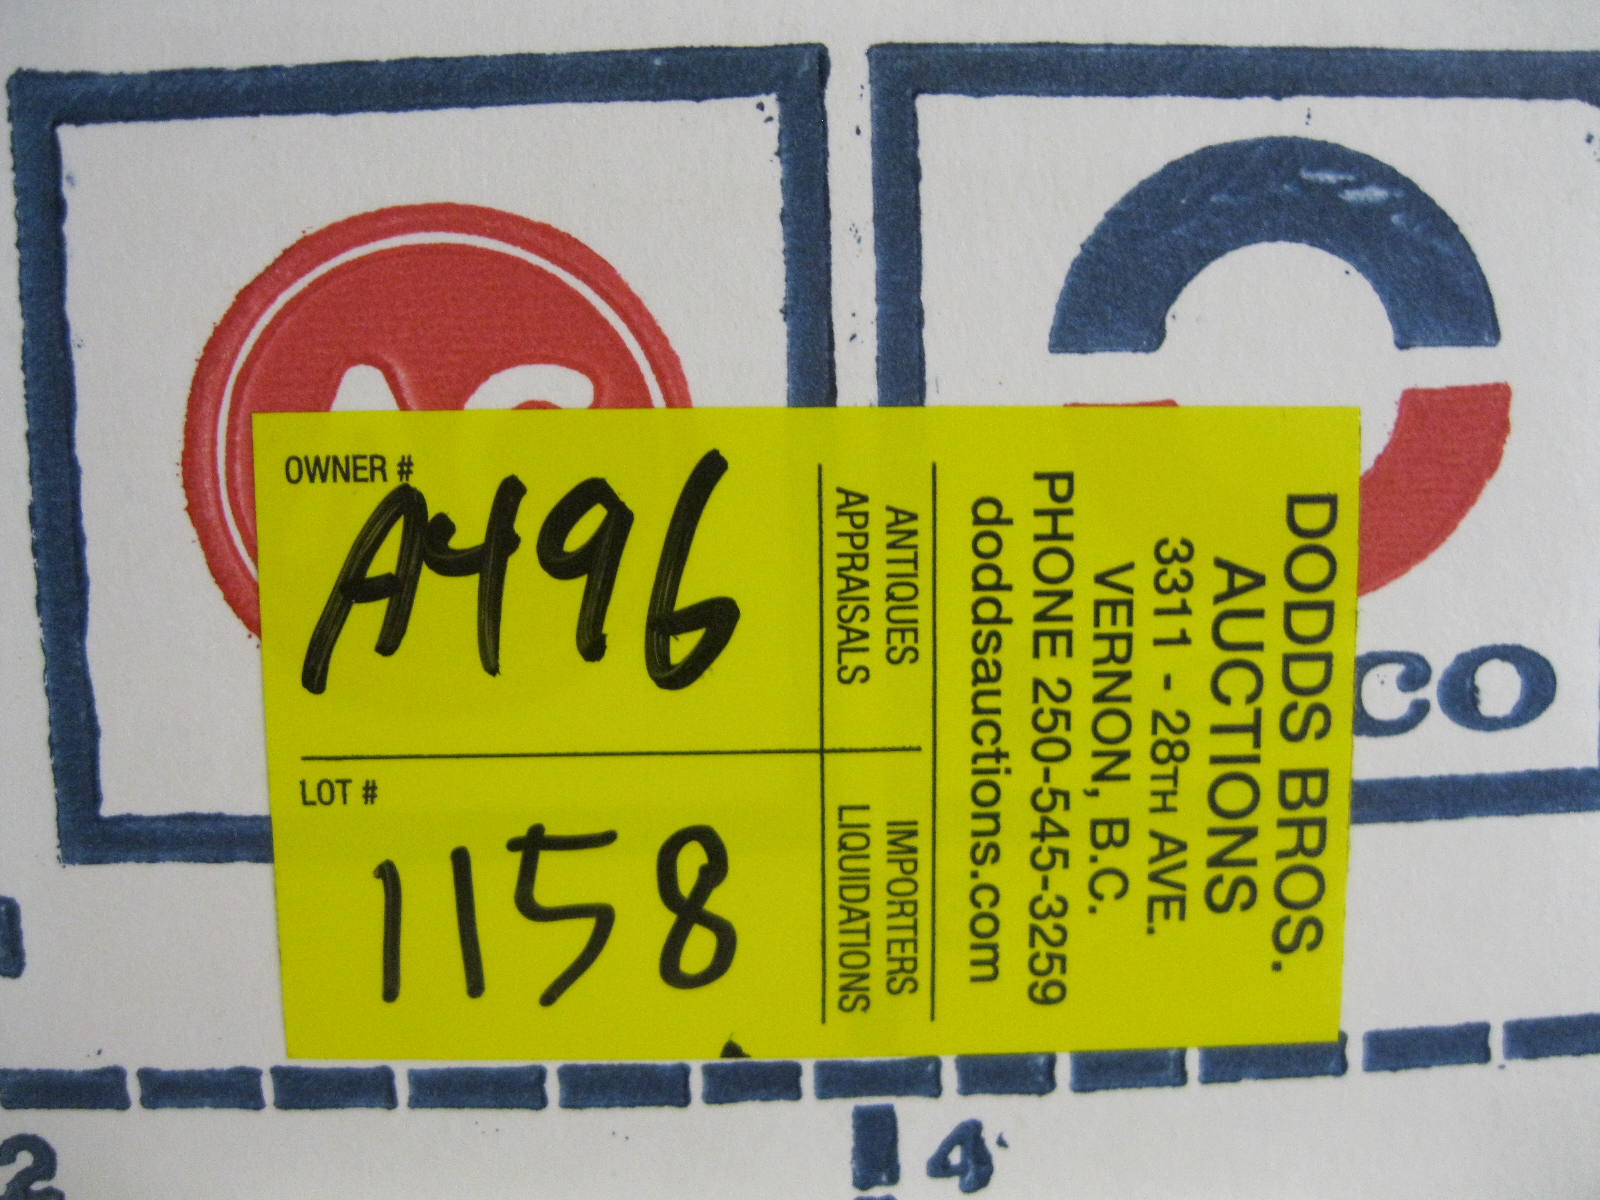 OWNER #
A496
LOT #
1158
ANTIQUES
APPRAISALS
IMPORTERS
LIQUIDATIONS
DODDS BROS.
AUCTIONS
3311 - 28TH AVE.
VERNON, B.C.
PHONE 250-545-3259
doddsauctions.com
2
4